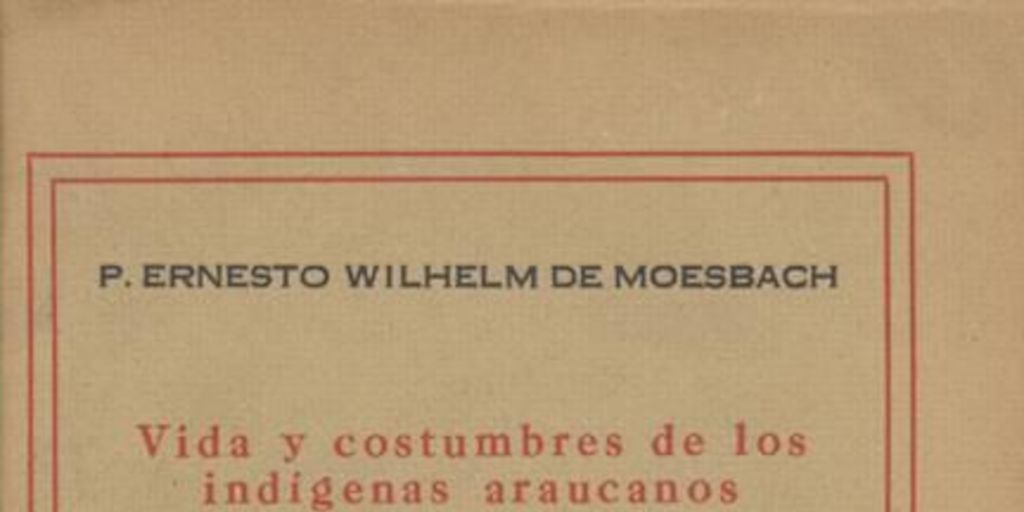 P. ERNESTO WILHELM DE MOESBACH
Vida y costumbres de los
indígenas araucanos